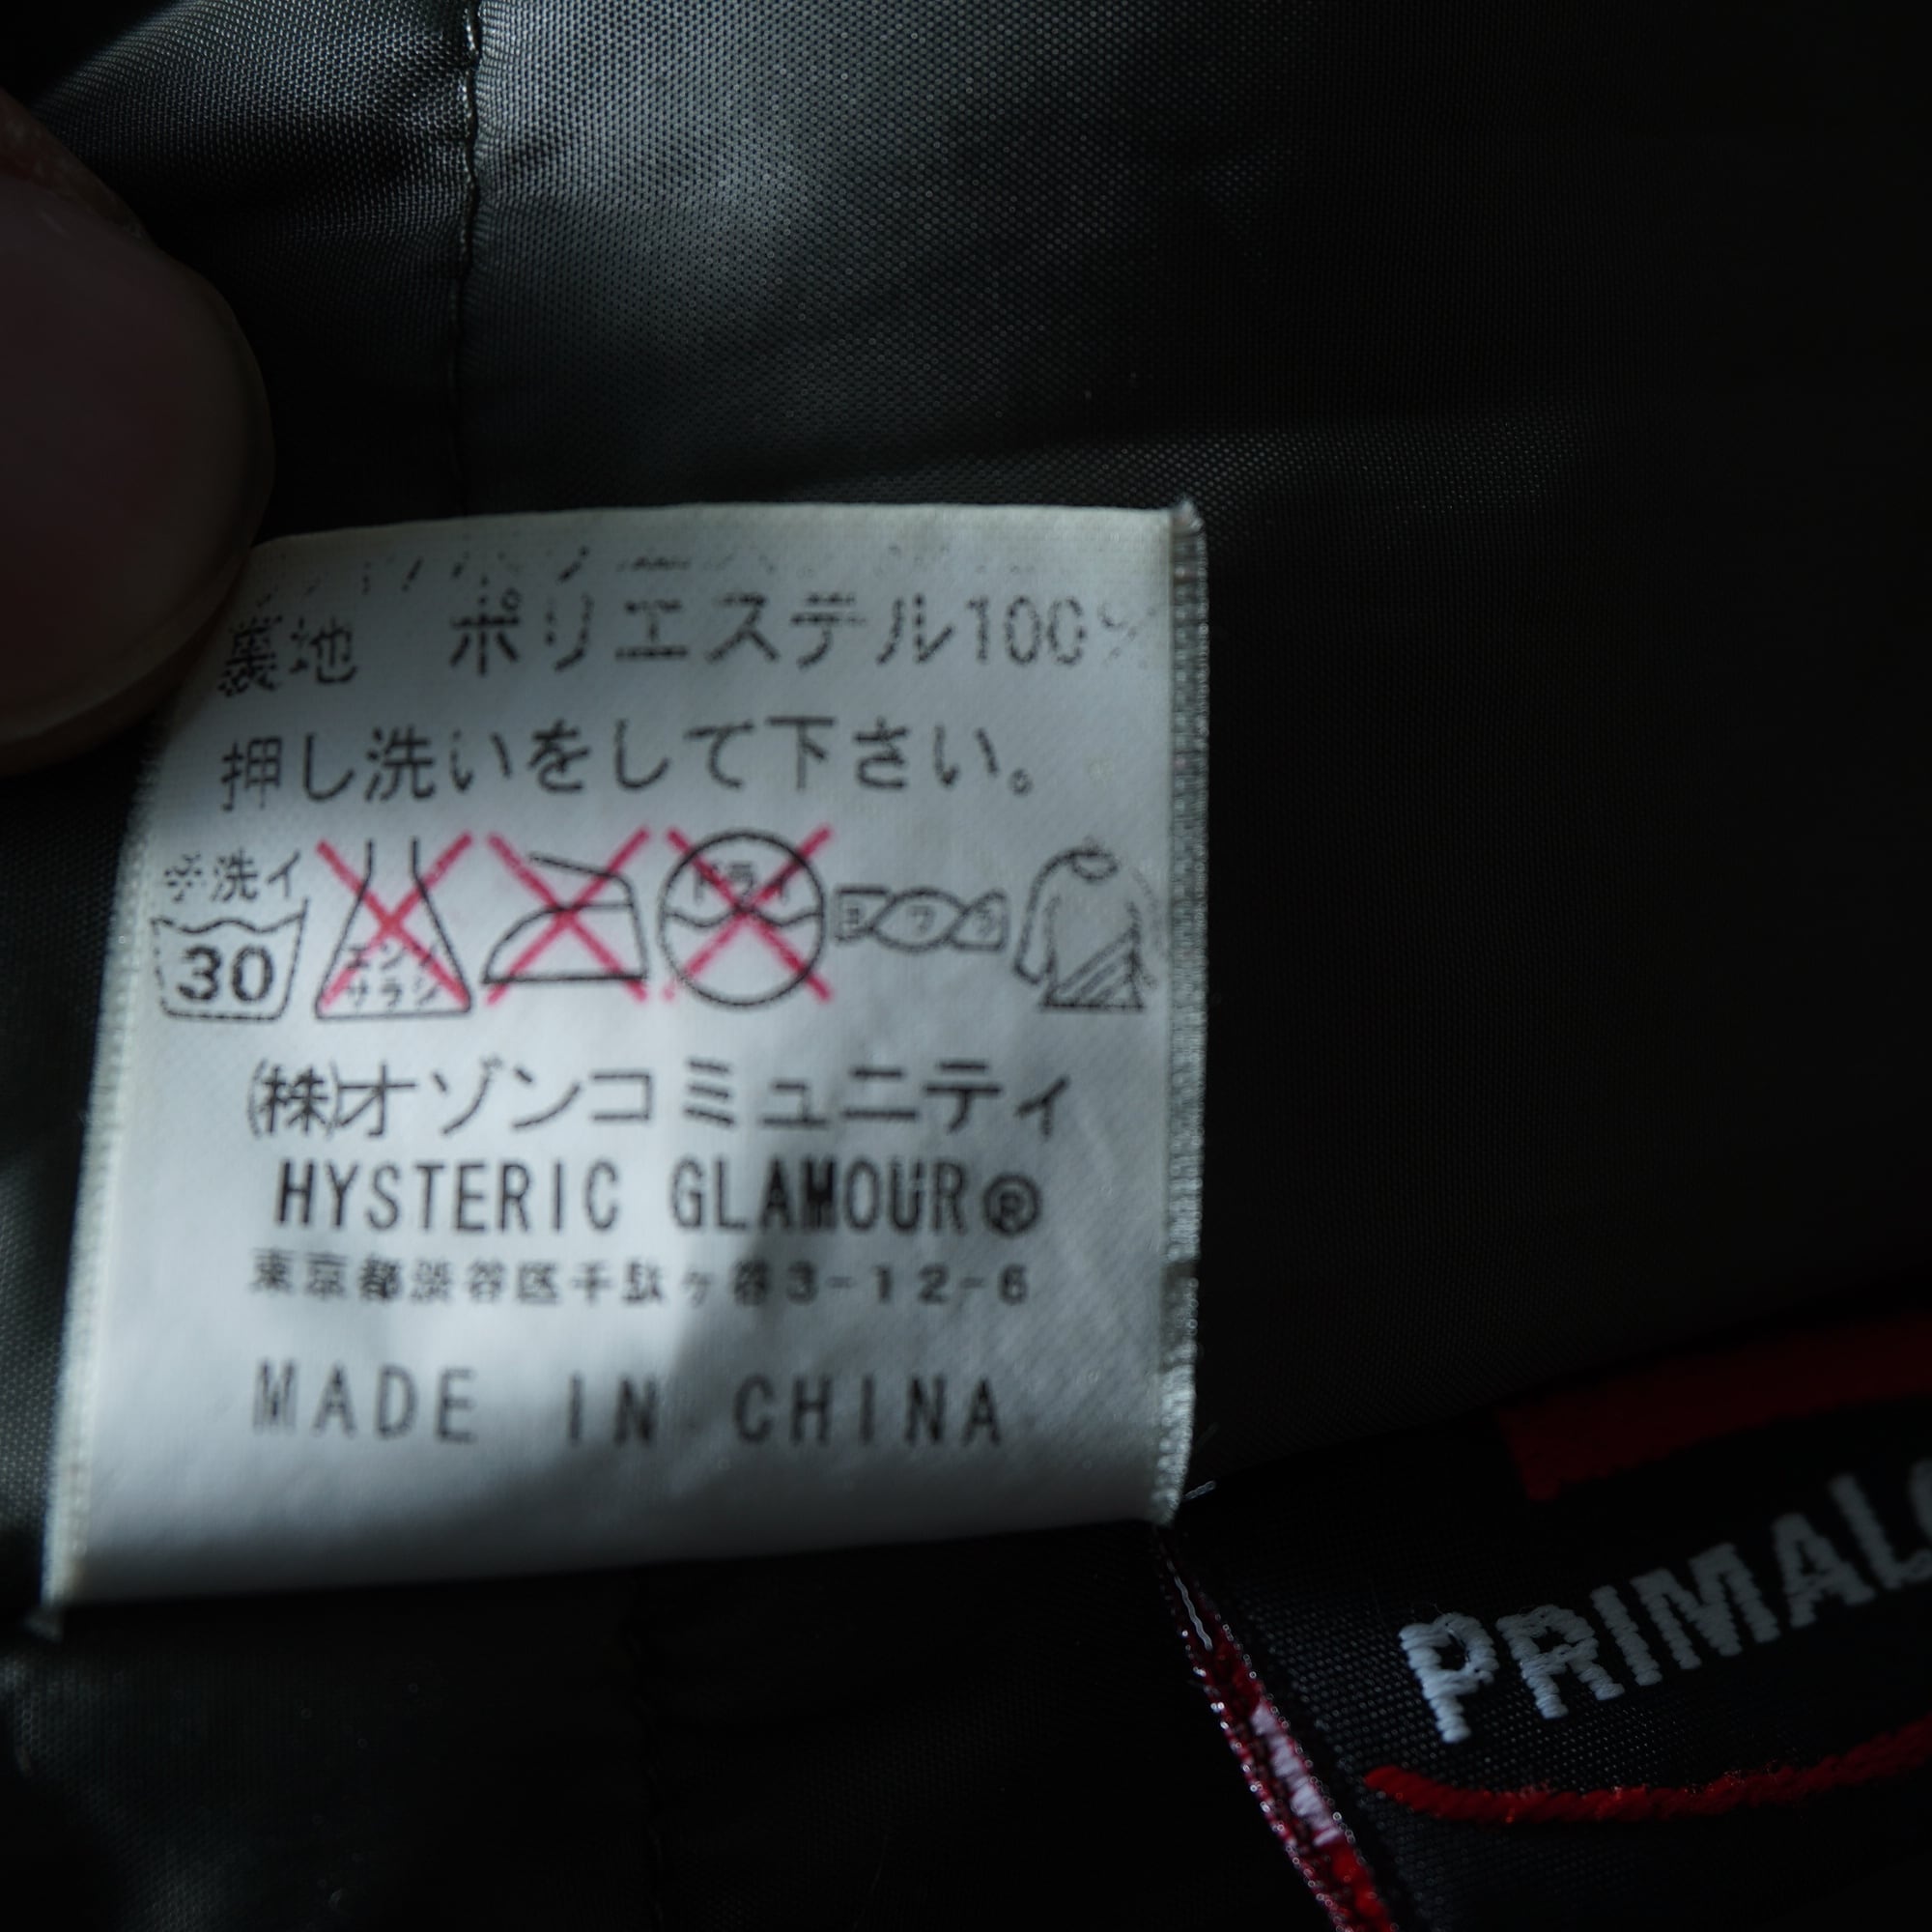 裏地 ポリエステル100%
押し洗いをして下さい。
手洗イ
30
エンソ
サラシ
ドライ
ヨワク
(株)オゾンコミュニティ
HYSTERIC GLAMOUR®
東京都渋谷区千駄ヶ谷3-12-6
MADE IN CHINA